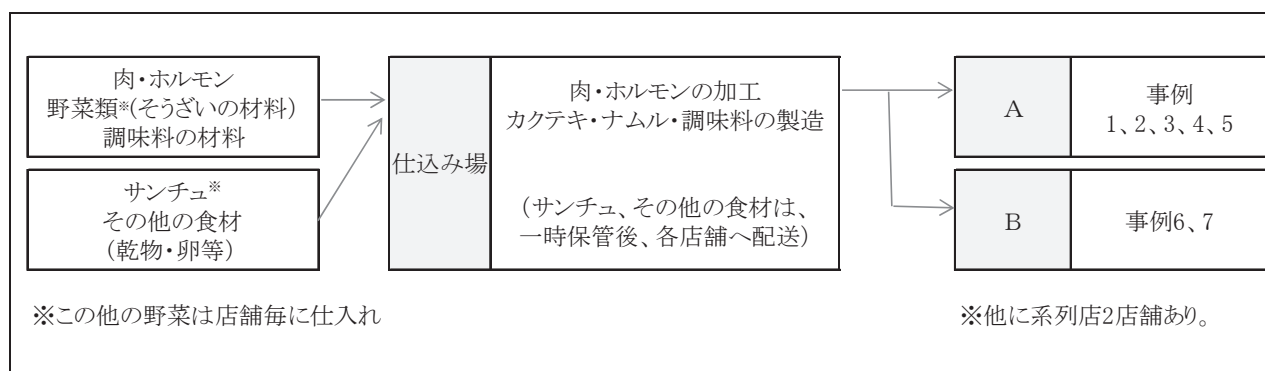 肉・ホルモン
野菜類※(そうざいの材料)
調味料の材料
サンチュ※
その他の食材
(乾物・卵等)
仕込み場
肉・ホルモンの加工
カクテキ・ナムル・調味料の製造
(サンチュ、その他の食材は、
一時保管後、各店舗へ配送)
A
事例
1、2、3、4、5
B
事例6、7
※この他の野菜は店舗毎に仕入れ
※他に系列店2店舗あり。